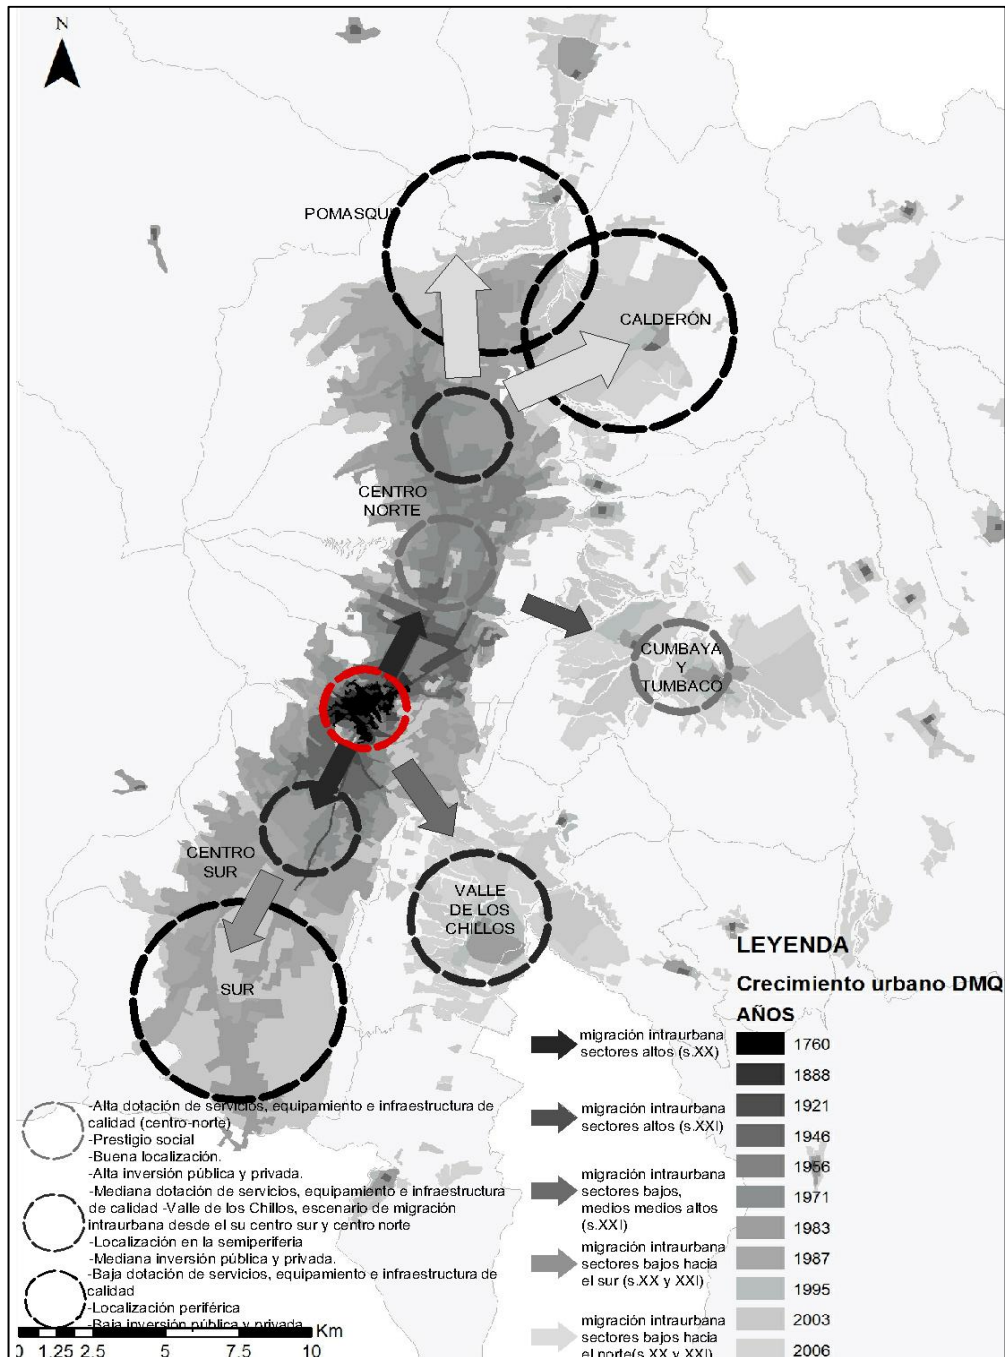 N
POMASQUI
CALDERÓN
CENTRO
NORTE
CUMBAYA
Y
TUMBACO
CENTRO
SUR
VALLE
DE LOS
CHILLOS
SUR
LEYENDA
Crecimiento urbano DMQ
AÑOS
1760
1888
1921
1946
1956
1971
1983
1987
1995
2003
2006
migración intraurbana
sectores altos (s.XX)
migración intraurbana
sectores altos (s.XXI)
migración intraurbana
sectores bajos,
medios medios altos
(s.XXI)
migración intraurbana
sectores bajos hacia
el sur (s.XX y XXI)
migración intraurbana
sectores bajos hacia
el norte(s.XX y XXI)
-Alta dotación de servicios, equipamiento e infraestructura de
calidad (centro-norte)
-Prestigio social
-Buena localización.
-Alta inversión pública y privada.
-Mediana dotación de servicios, equipamiento e infraestructura
de calidad -Valle de los Chillos, escenario de migración
intraurbana desde el su centro sur y centro norte
-Localización en la semiperiferia
-Mediana inversión pública y privada.
-Baja dotación de servicios, equipamiento e infraestructura de
calidad
-Localización periférica
-Baja inversión pública y privada
Km
0 1.25 2.5 5 7.5 10